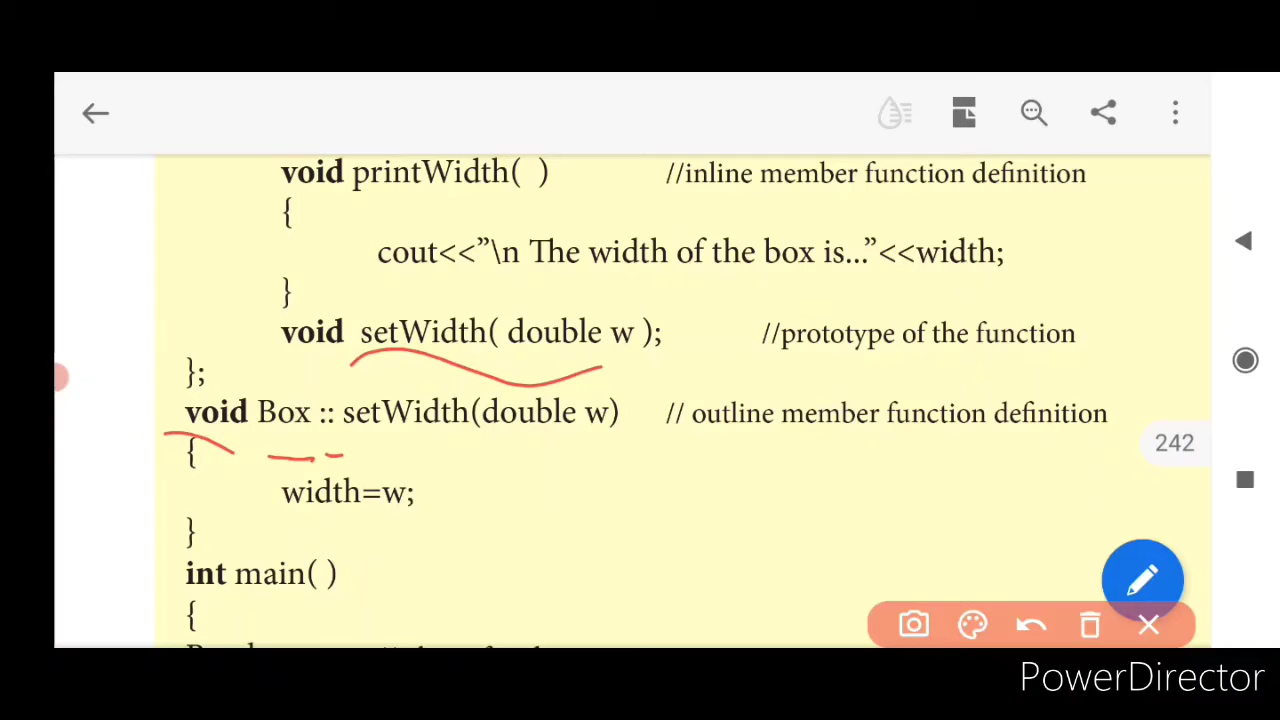 void printWidth( ) //inline member function definition
{
cout<<”\n The width of the box is...”<<width;
}
void setWidth( double w ); //prototype of the function
};
void Box :: setWidth(double w) // outline member function definition
242
{
width=w;
}
int main( )
{
PowerDirector